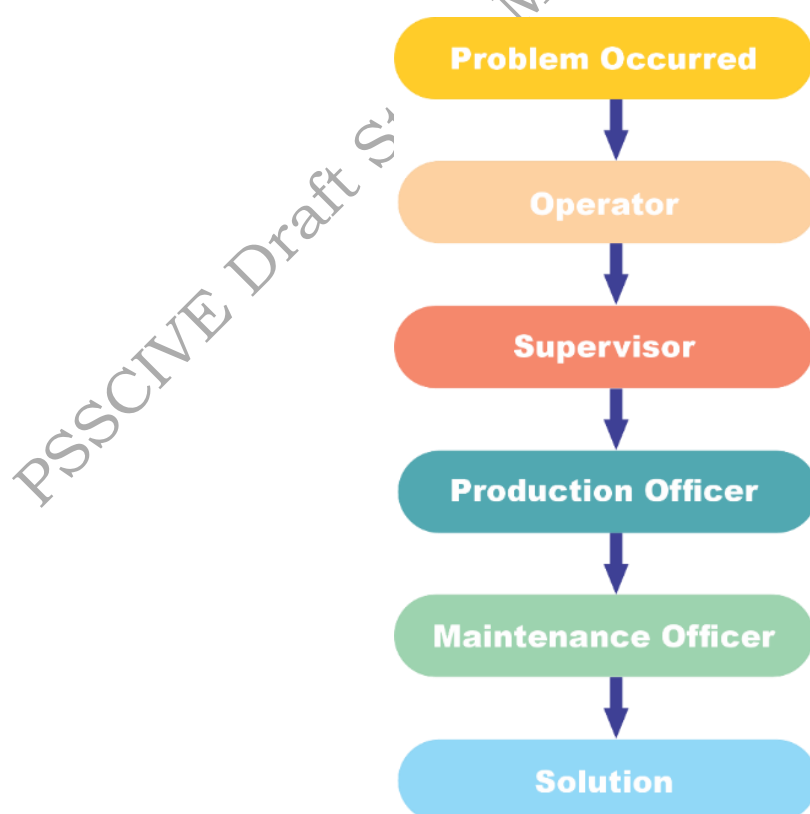 Problem Occurred
Operator
Supervisor
Production Officer
Maintenance Officer
Solution
PSSCIVE Draft